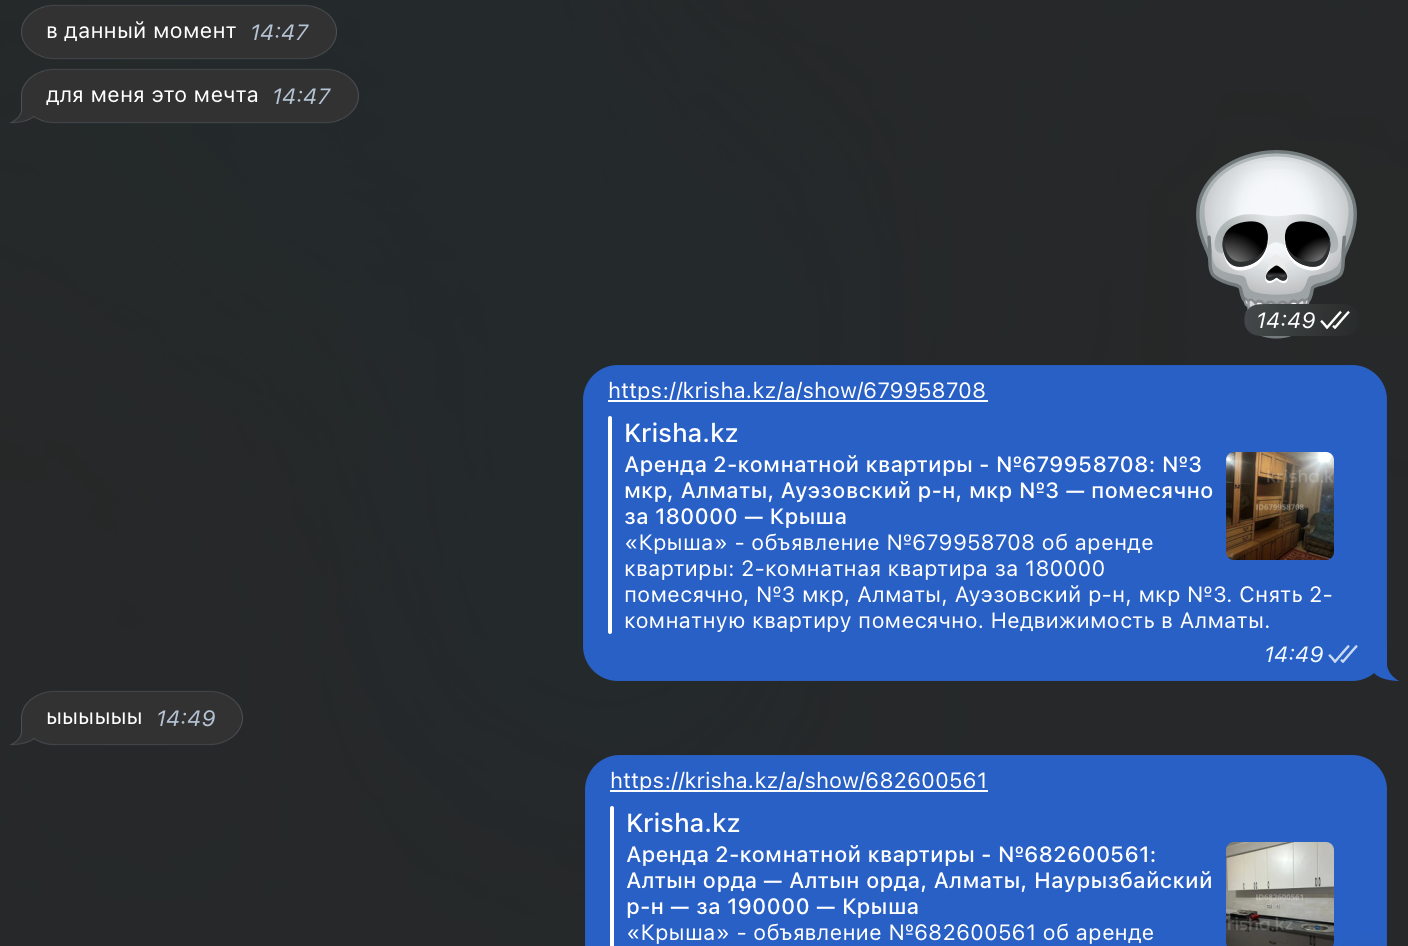 в данный момент 14:47
для меня это мечта 14:47
14:49
https://krisha.kz/a/show/679958708
Krisha.kz
Аренда 2-комнатной квартиры - №679958708: №3
мкр, Алматы, Ауэзовский р-н, мкр №3 — помесячно
за 180000 — Крыша
«Крыша» - объявление №679958708 об аренде
квартиры: 2-комнатная квартира за 180000
помесячно, №3 мкр, Алматы, Ауэзовский р-н, мкр №3. Снять 2-
комнатную квартиру помесячно. Недвижимость в Алматы.
ID679958708
14:49
ыыыыыы 14:49
https://krisha.kz/a/show/682600561
Krisha.kz
Аренда 2-комнатной квартиры - №682600561:
Алтын орда — Алтын орда, Алматы, Наурызбайский
р-н — за 190000 — Крыша
«Крыша» - объявление №682600561 об аренде
ID682600561